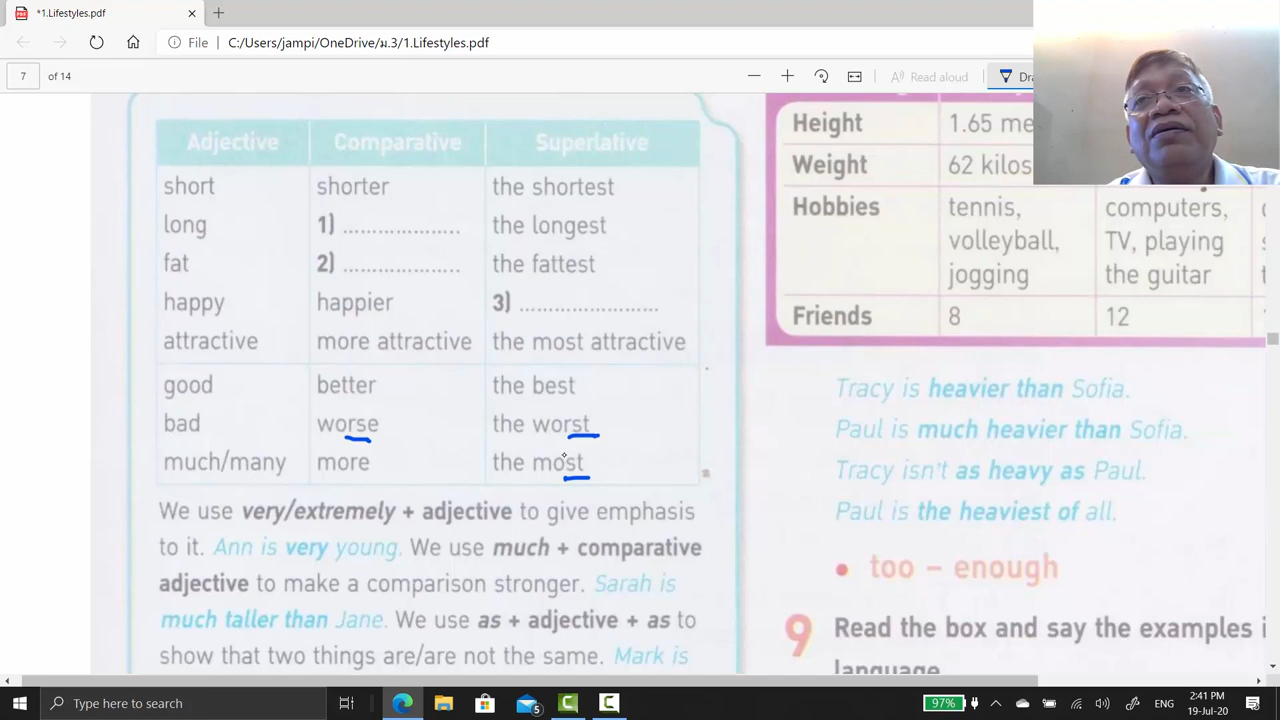 *1.Lifestyles.pdf
File C:/Users/jampi/OneDrive/ม.3/1.Lifestyles.pdf
7 of 14 Read aloud
Adjective Comparative Superlative
short shorter the shortest
long 1) .................... the longest
fat 2) .................... the fattest
happy happier 3) ........................
attractive more attractive the most attractive
good better the best
bad worse the worst
much/many more the most
We use very/extremely + adjective to give emphasis
to it. Ann is very young. We use much + comparative
adjective to make a comparison stronger. Sarah is
much taller than Jane. We use as + adjective + as to
show that two things are/are not the same. Mark is
Height 1.65
Weight 62 kilos
Hobbies tennis, computers,
volleyball, TV, playing
jogging the guitar
Friends 8 12
Tracy is heavier than Sofia.
Paul is much heavier than Sofia.
Tracy isn't as heavy as Paul.
Paul is the heaviest of all.
• too – enough
9 Read the box and say the examples
language
Type here to search
5
97%
ENG
2:41 PM
19-Jul-20